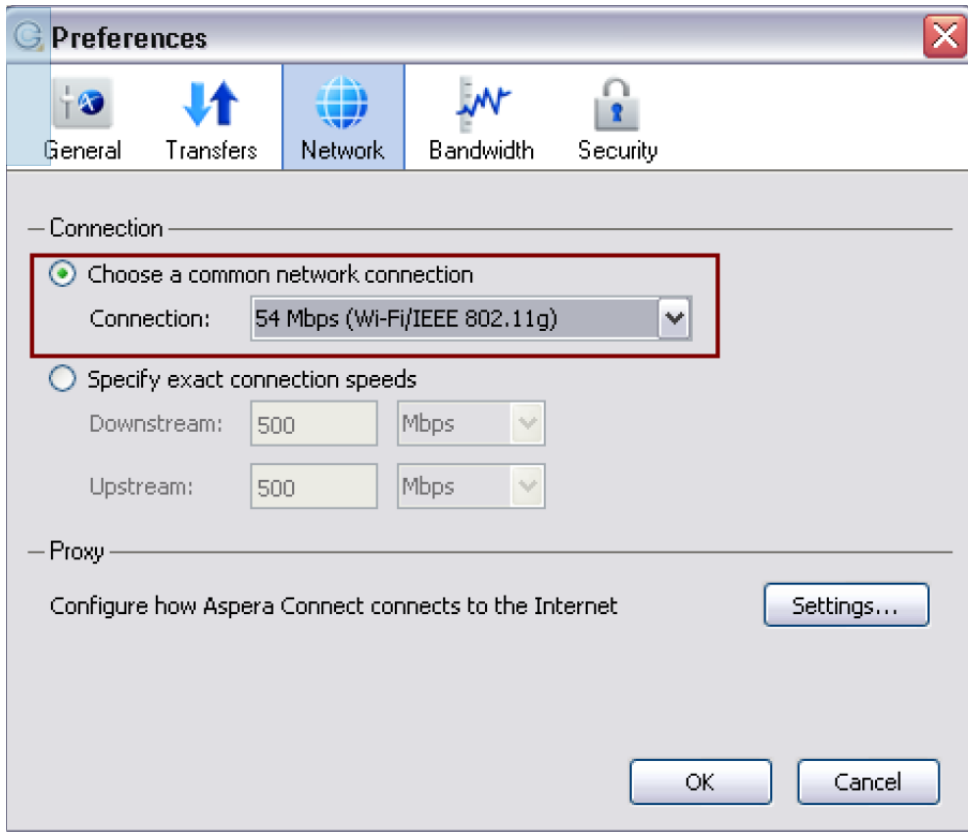 Preferences
General Transfers Network Bandwidth Security
Connection
Choose a common network connection
Connection: 54 Mbps (Wi-Fi/IEEE 802.11g)
Specify exact connection speeds
Downstream: 500 Mbps
Upstream: 500 Mbps
Proxy
Configure how Aspera Connect connects to the Internet Settings...
OK Cancel